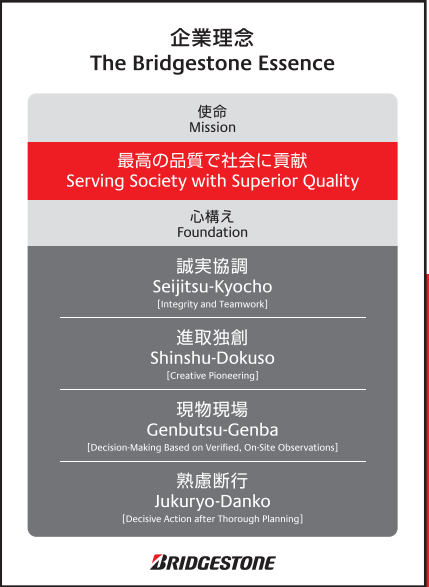 企業理念
The Bridgestone Essence
使命
Mission
最高の品質で社会に貢献
Serving Society with Superior Quality
心構え
Foundation
誠実協調
Seijitsu-Kyocho
[Integrity and Teamwork]
進取独創
Shinshu-Dokuso
[Creative Pioneering]
現物現場
Genbutsu-Genba
[Decision-Making Based on Verified, On-Site Observations]
熟慮断行
Jukuryo-Danko
[Decisive Action after Thorough Planning]
BRIDGESTONE